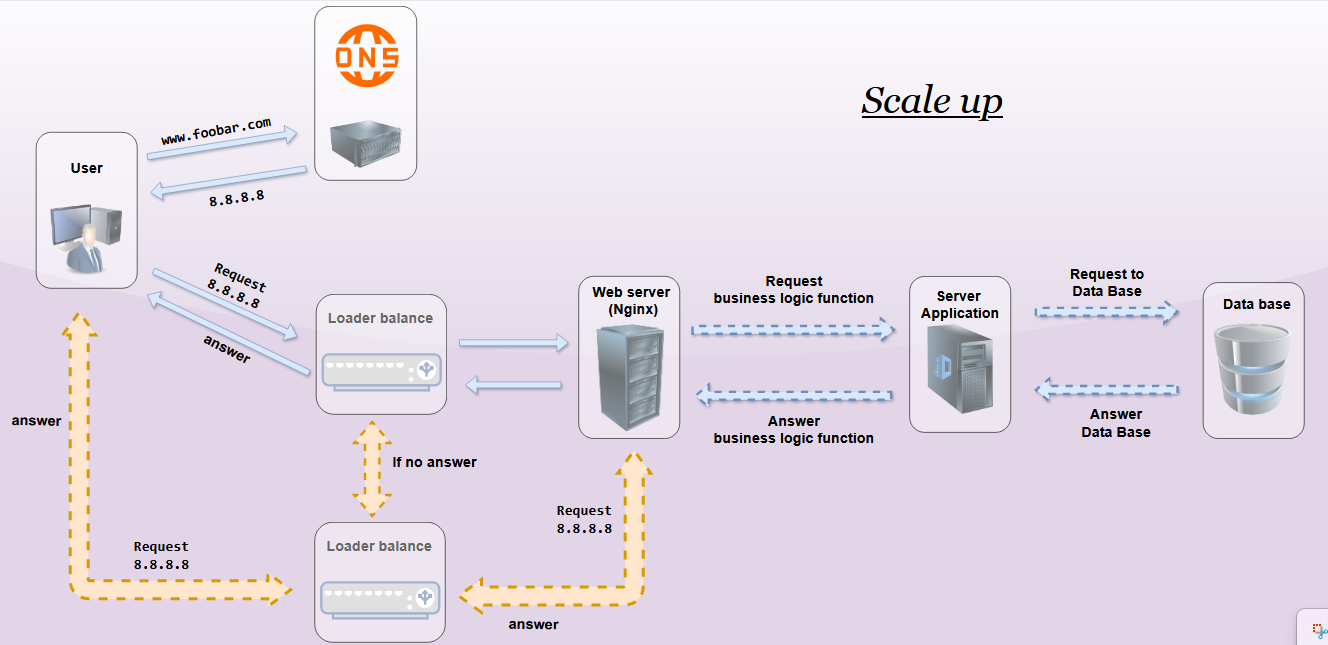 DNS
Scale up
www.foobar.com
User
8.8.8.8
Request
8.8.8.8
answer
Loader balance
Web server
(Nginx)
Request
business logic function
Answer
business logic function
Server
Application
Request to
Data Base
Answer
Data Base
Data base
answer
If no answer
Request
8.8.8.8
Request
8.8.8.8
Loader balance
answer